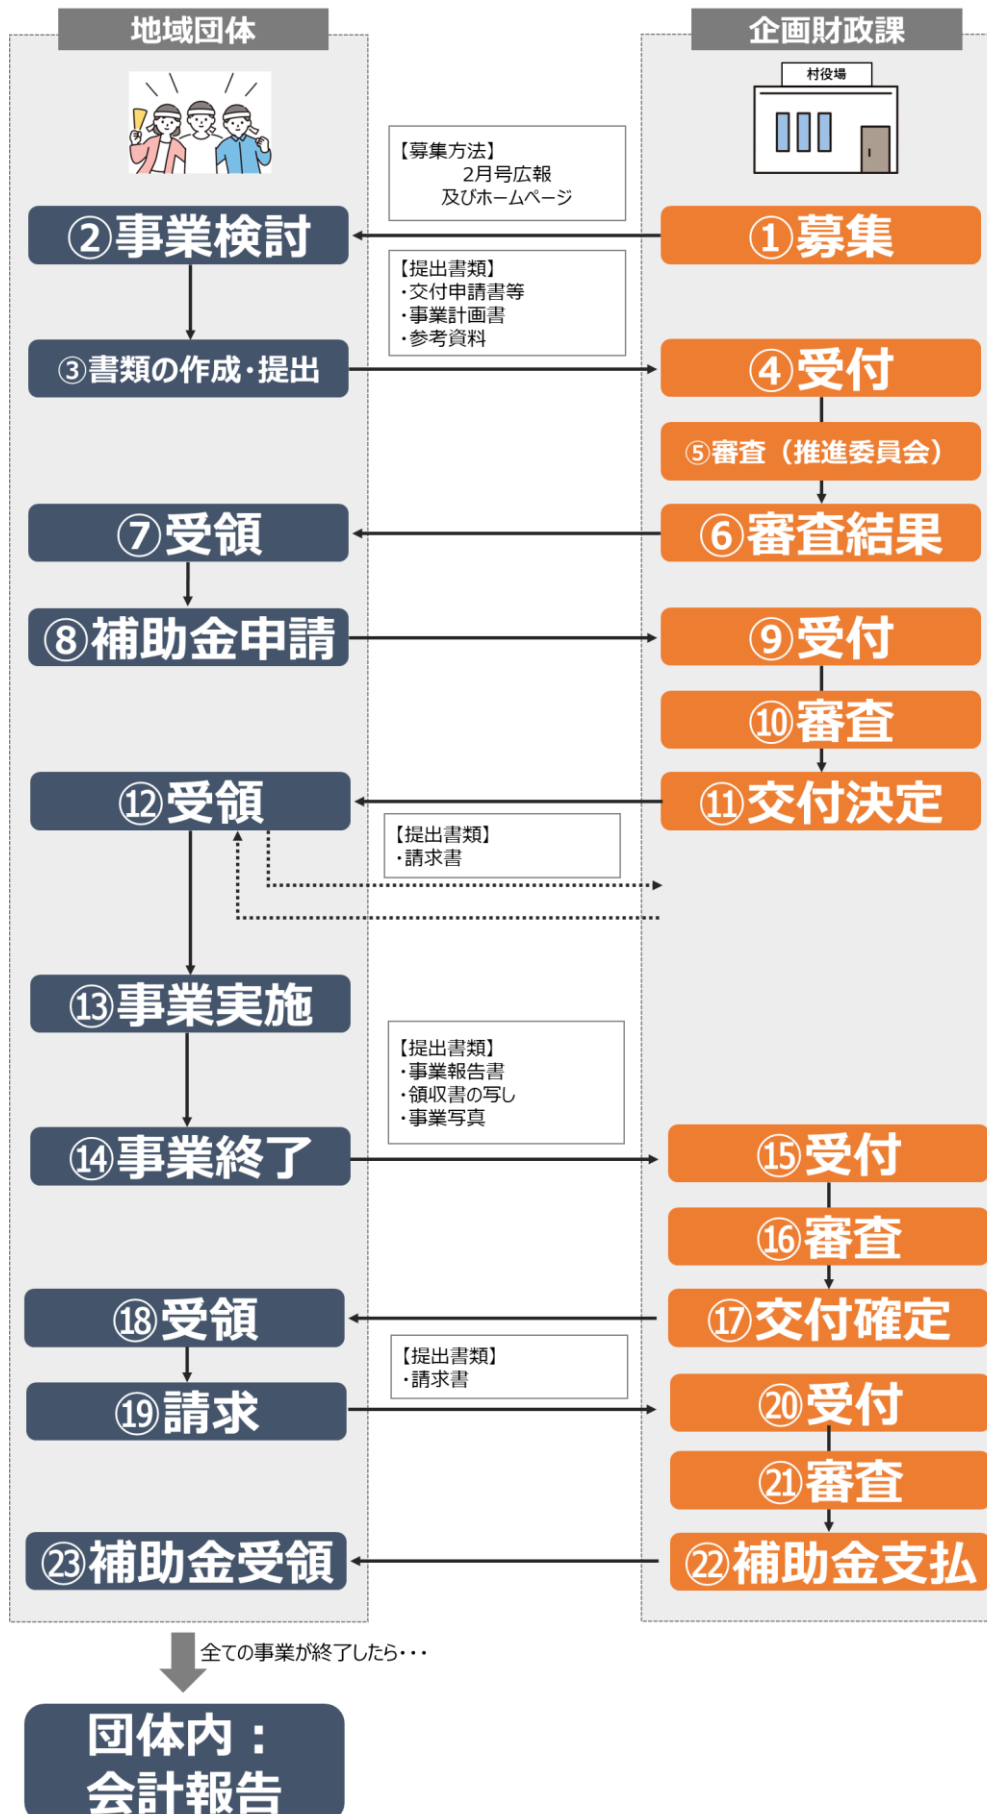 地域団体
企画財政課
村役場
【募集方法】
2月号広報
及びホームページ
②事業検討
①募集
【提出書類】
・交付申請書等
・事業計画書
・参考資料
③書類の作成・提出
④受付
⑤審査（推進委員会）
⑦受領
⑥審査結果
⑧補助金申請
⑨受付
⑩審査
⑫受領
⑪交付決定
【提出書類】
・請求書
⑬事業実施
【提出書類】
・事業報告書
・領収書の写し
・事業写真
⑭事業終了
⑮受付
⑯審査
⑱受領
⑰交付確定
【提出書類】
・請求書
⑲請求
⑳受付
㉑審査
㉓補助金受領
㉒補助金支払
全ての事業が終了したら・・・
団体内：
会計報告